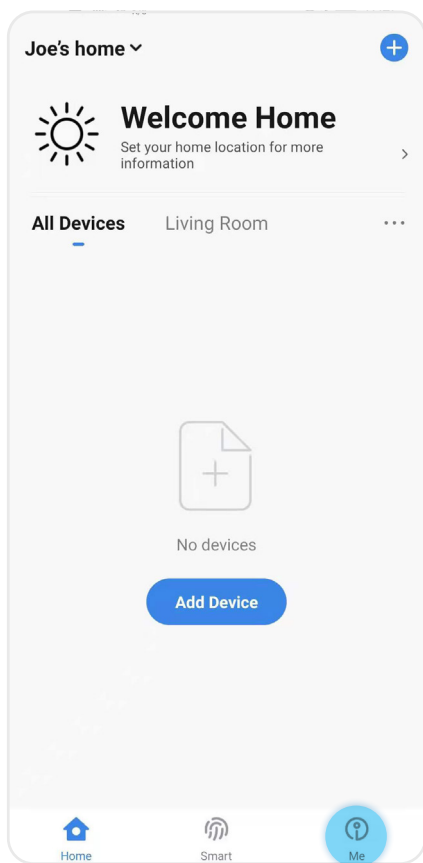 Joe's home
Welcome Home
Set your home location for more
information
All Devices Living Room
No devices
Add Device
Home Smart Me